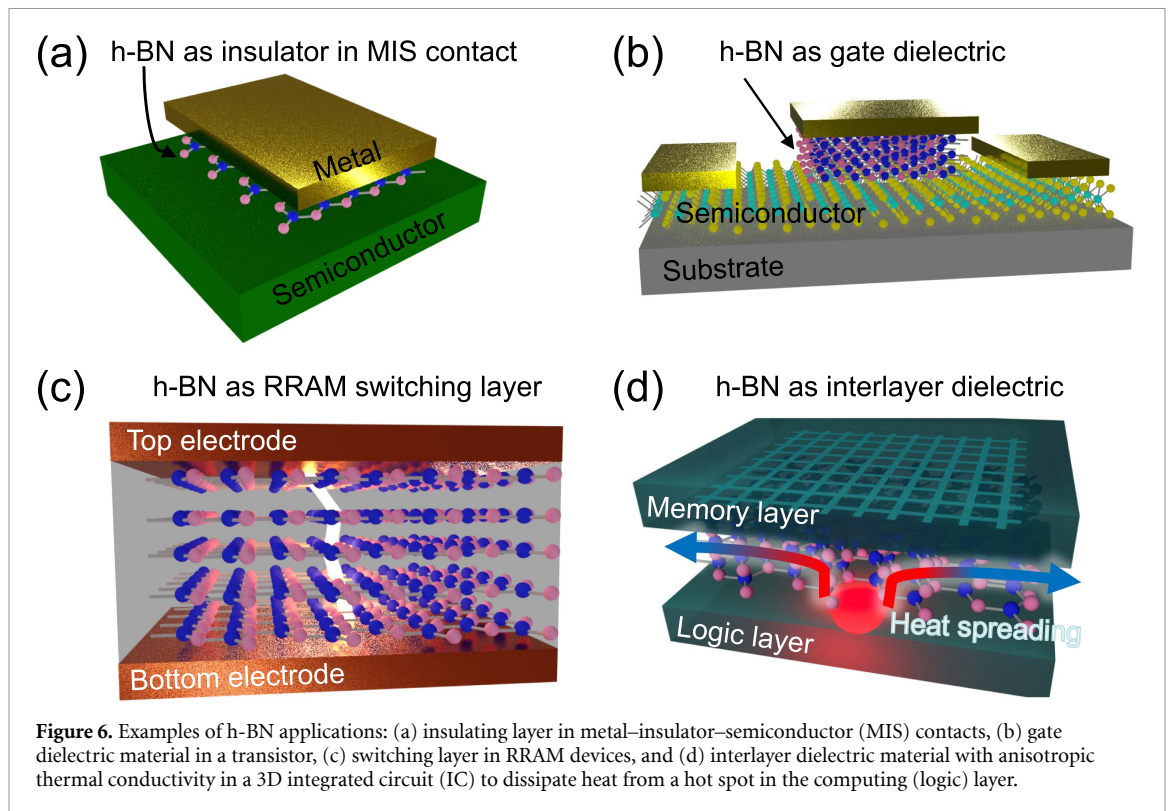 (a) h-BN as insulator in MIS contact
Metal
Semiconductor
(b) h-BN as gate dielectric
Semiconductor
Substrate
(c) h-BN as RRAM switching layer
Top electrode
Bottom electrode
(d) h-BN as interlayer dielectric
Memory layer
Heat spreading
Logic layer
Figure 6. Examples of h-BN applications: (a) insulating layer in metal–insulator–semiconductor (MIS) contacts, (b) gate
dielectric material in a transistor, (c) switching layer in RRAM devices, and (d) interlayer dielectric material with anisotropic
thermal conductivity in a 3D integrated circuit (IC) to dissipate heat from a hot spot in the computing (logic) layer.